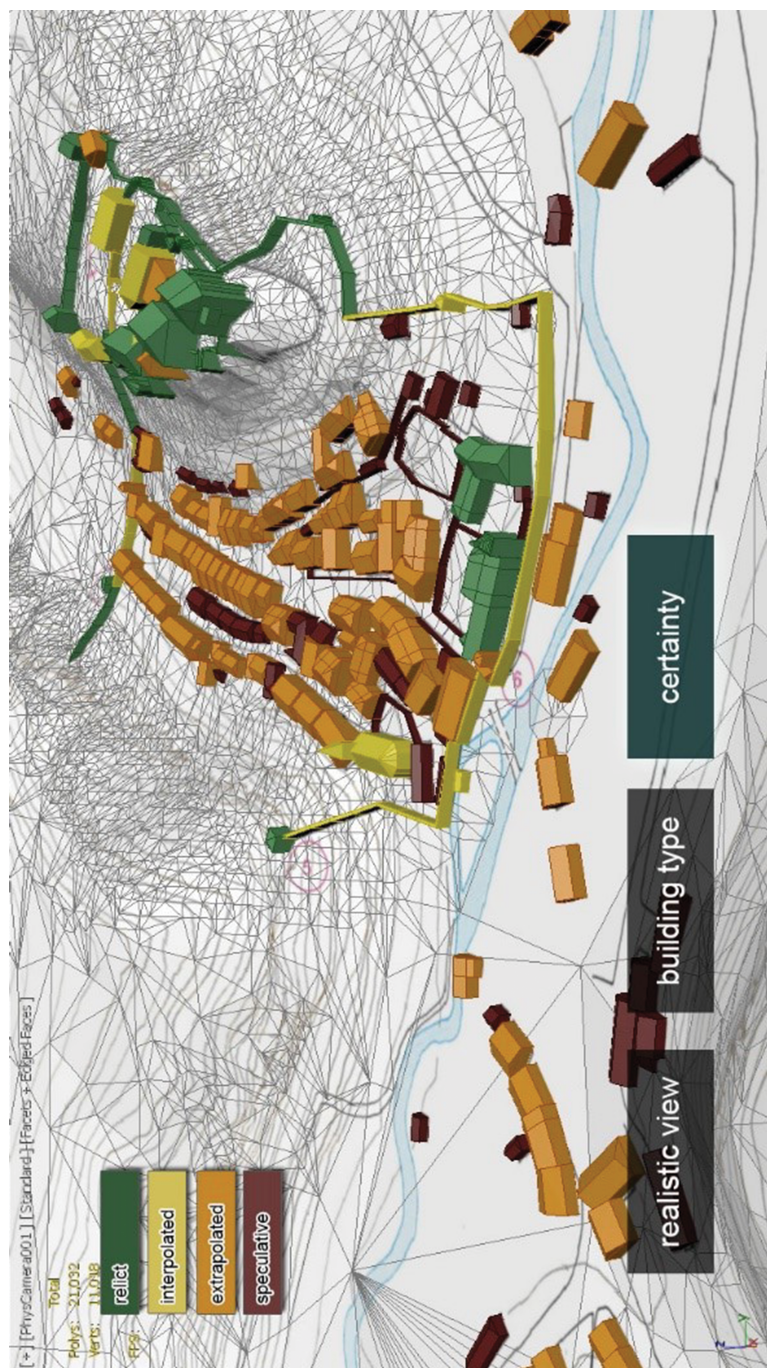 [+] [PhysCamera001] [Standard] [Facets + Edged Faces]
Total
Polys: 21,032
Verts: 11,018
FPS:
relict
interpolated
extrapolated
speculative
realistic view
building type
certainty
Z
Y
X